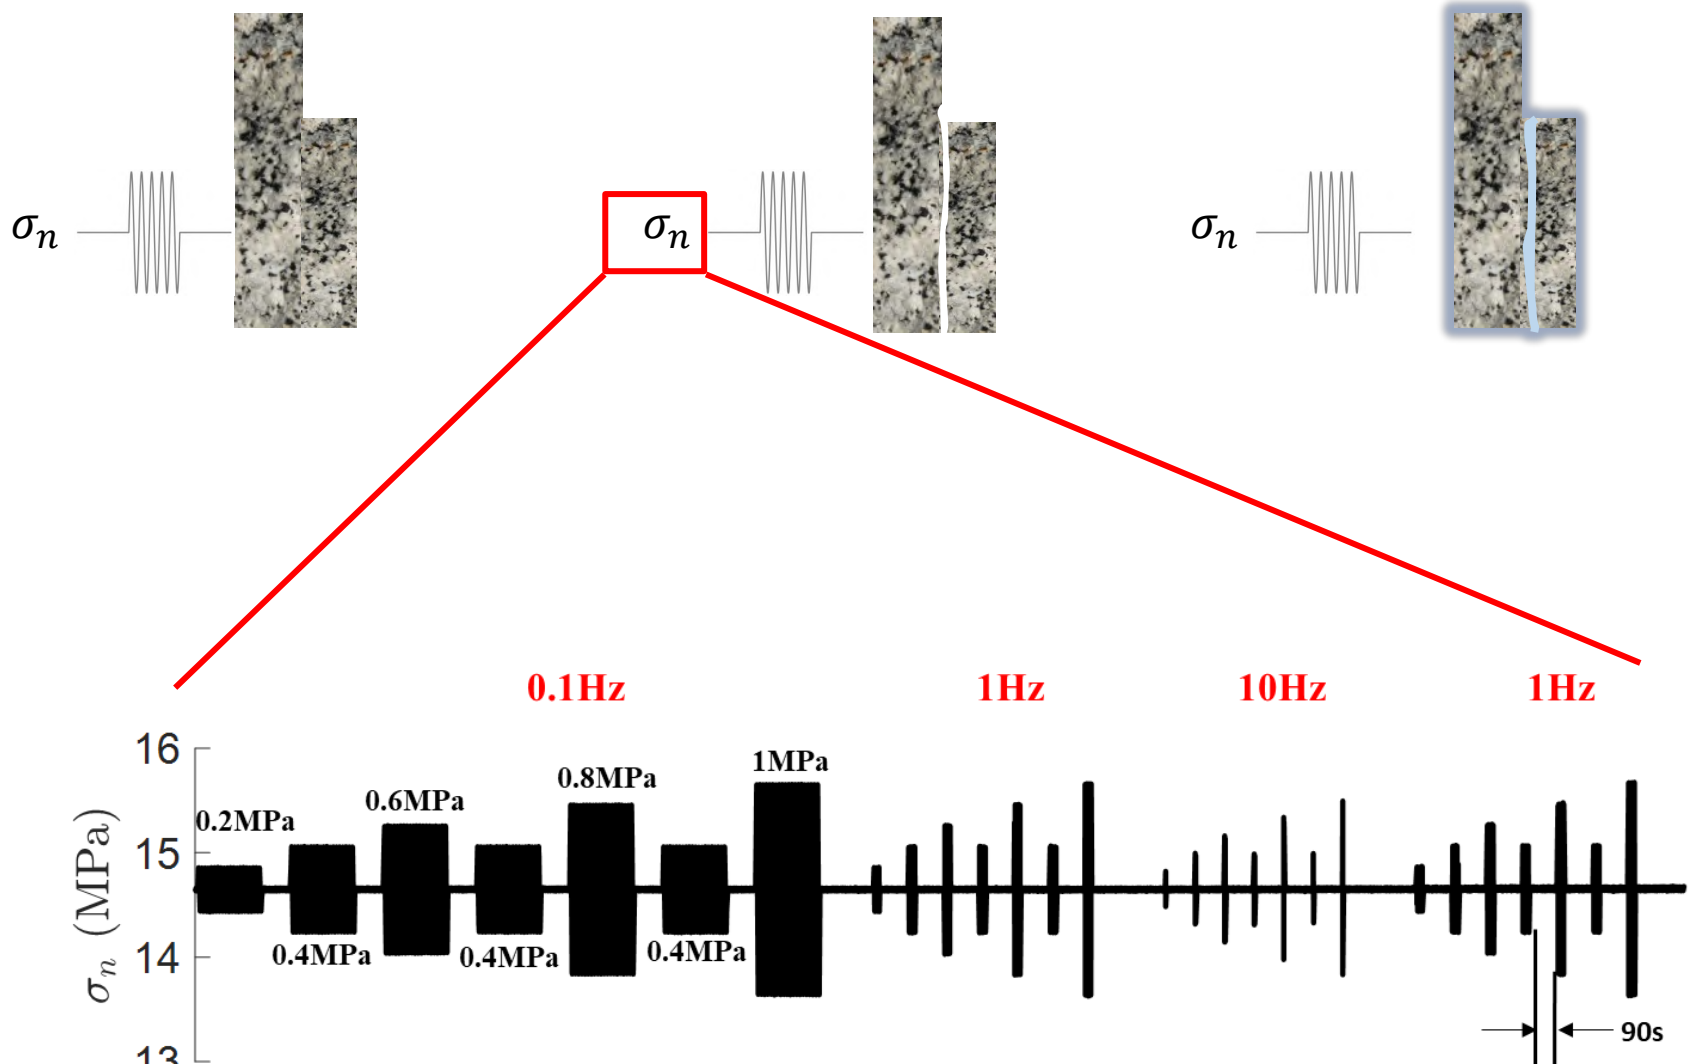 σn σn σn
0.1Hz 1Hz 10Hz 1Hz
16
1MPa
0.8MPa
0.6MPa
0.2MPa
15
σn (MPa)
14
0.4MPa 0.4MPa 0.4MPa
90s
13